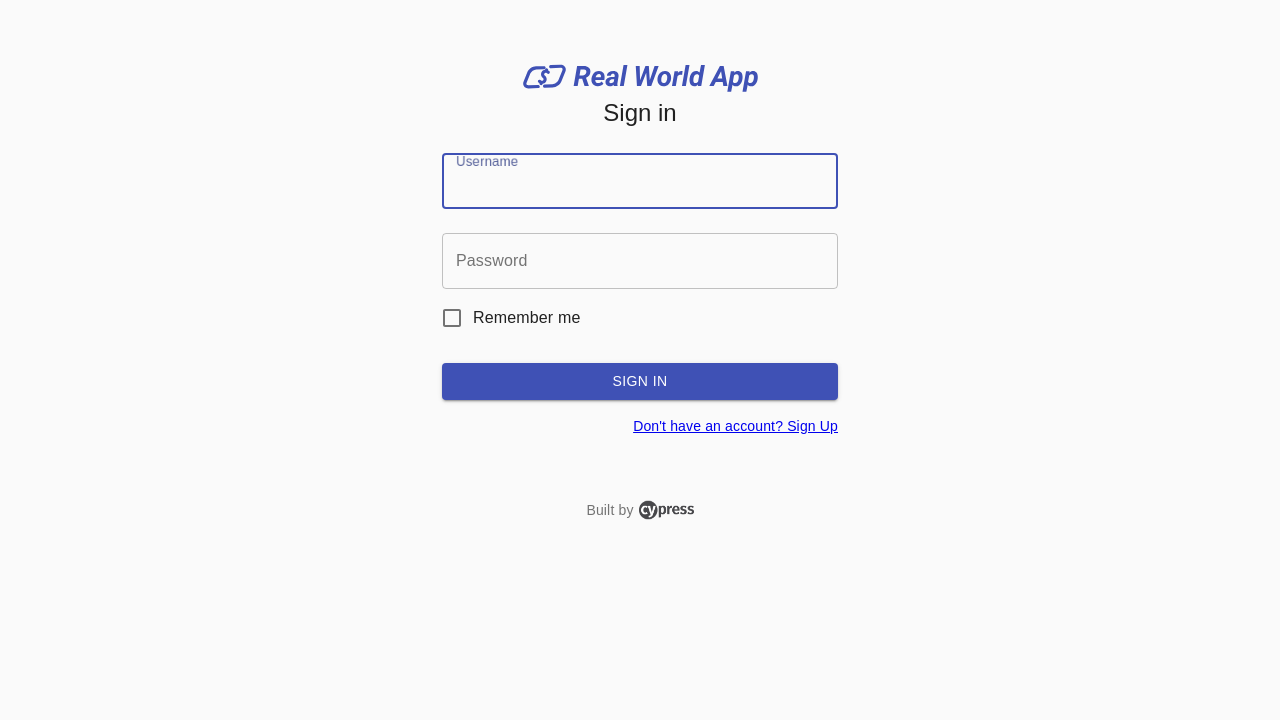 Real World App
Sign in
Username
Password
Remember me
SIGN IN
Don't have an account? Sign Up
Built by cypress